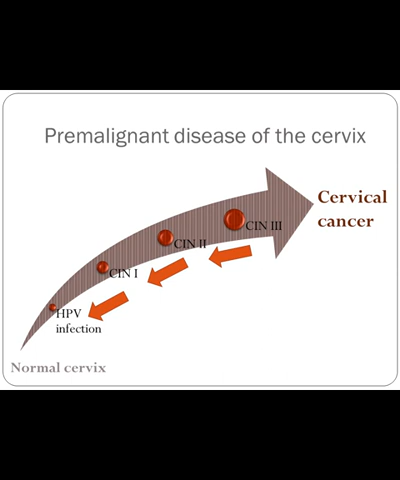 Premalignant disease of the cervix
Cervical
cancer
CIN III
CIN II
CIN I
HPV
infection
Normal cervix